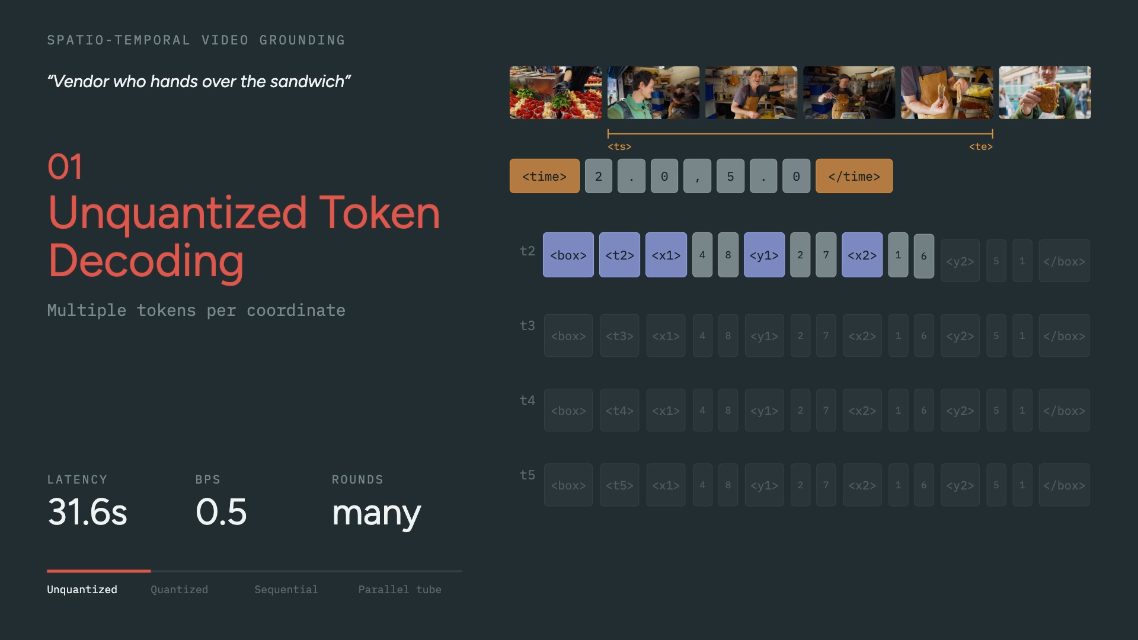 SPATIO-TEMPORAL VIDEO GROUNDING
“Vendor who hands over the sandwich”
01
Unquantized Token
Decoding
Multiple tokens per coordinate
LATENCY BPS ROUNDS
31.6s 0.5 many
Unquantized Quantized Sequential Parallel tube
<ts> <te>
<time> 2 . 0 , 5 . 0 </time>
t2 <box> <t2> <x1> 4 8 <y1> 2 7 <x2> 1 6 <y2> 5 1 </box>
t3 <box> <t3> <x1> 4 8 <y1> 2 7 <x2> 1 6 <y2> 5 1 </box>
t4 <box> <t4> <x1> 4 8 <y1> 2 7 <x2> 1 6 <y2> 5 1 </box>
t5 <box> <t5> <x1> 4 8 <y1> 2 7 <x2> 1 6 <y2> 5 1 </box>